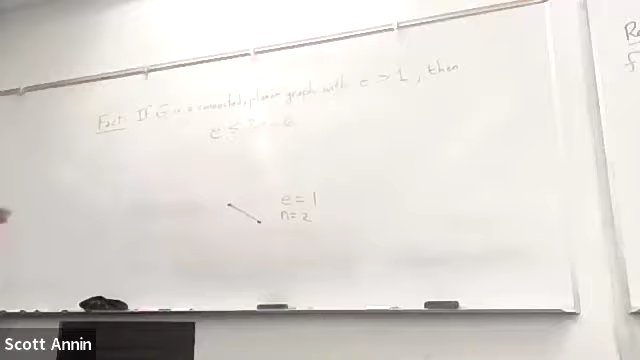 Fact: If G is a connected, planar graph with e > 1, then
e ≤ 3n - 6
e = 1
n = 2
Scott Annin